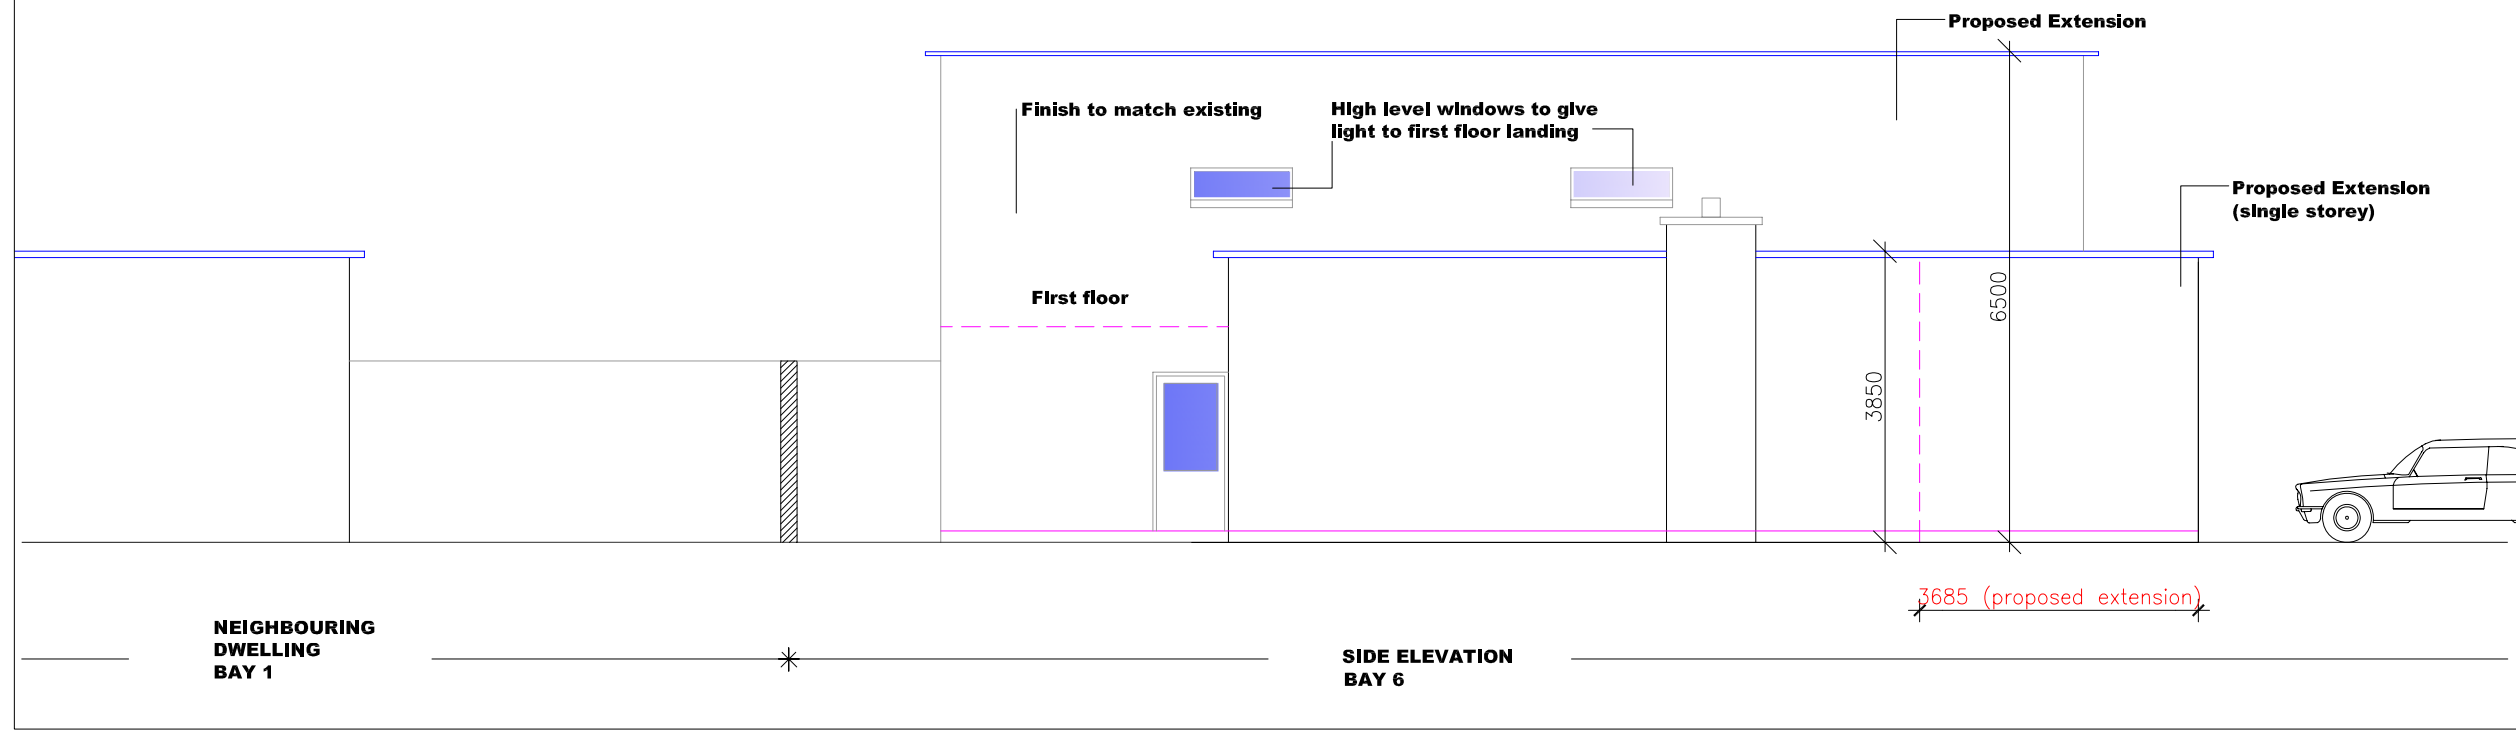 Proposed Extension
Finish to match existing
High level windows to give
light to first floor landing
Proposed Extension
(single storey)
First floor
6500
3850
3685 (proposed extension)
NEIGHBOURING
DWELLING
BAY 1
SIDE ELEVATION
BAY 6